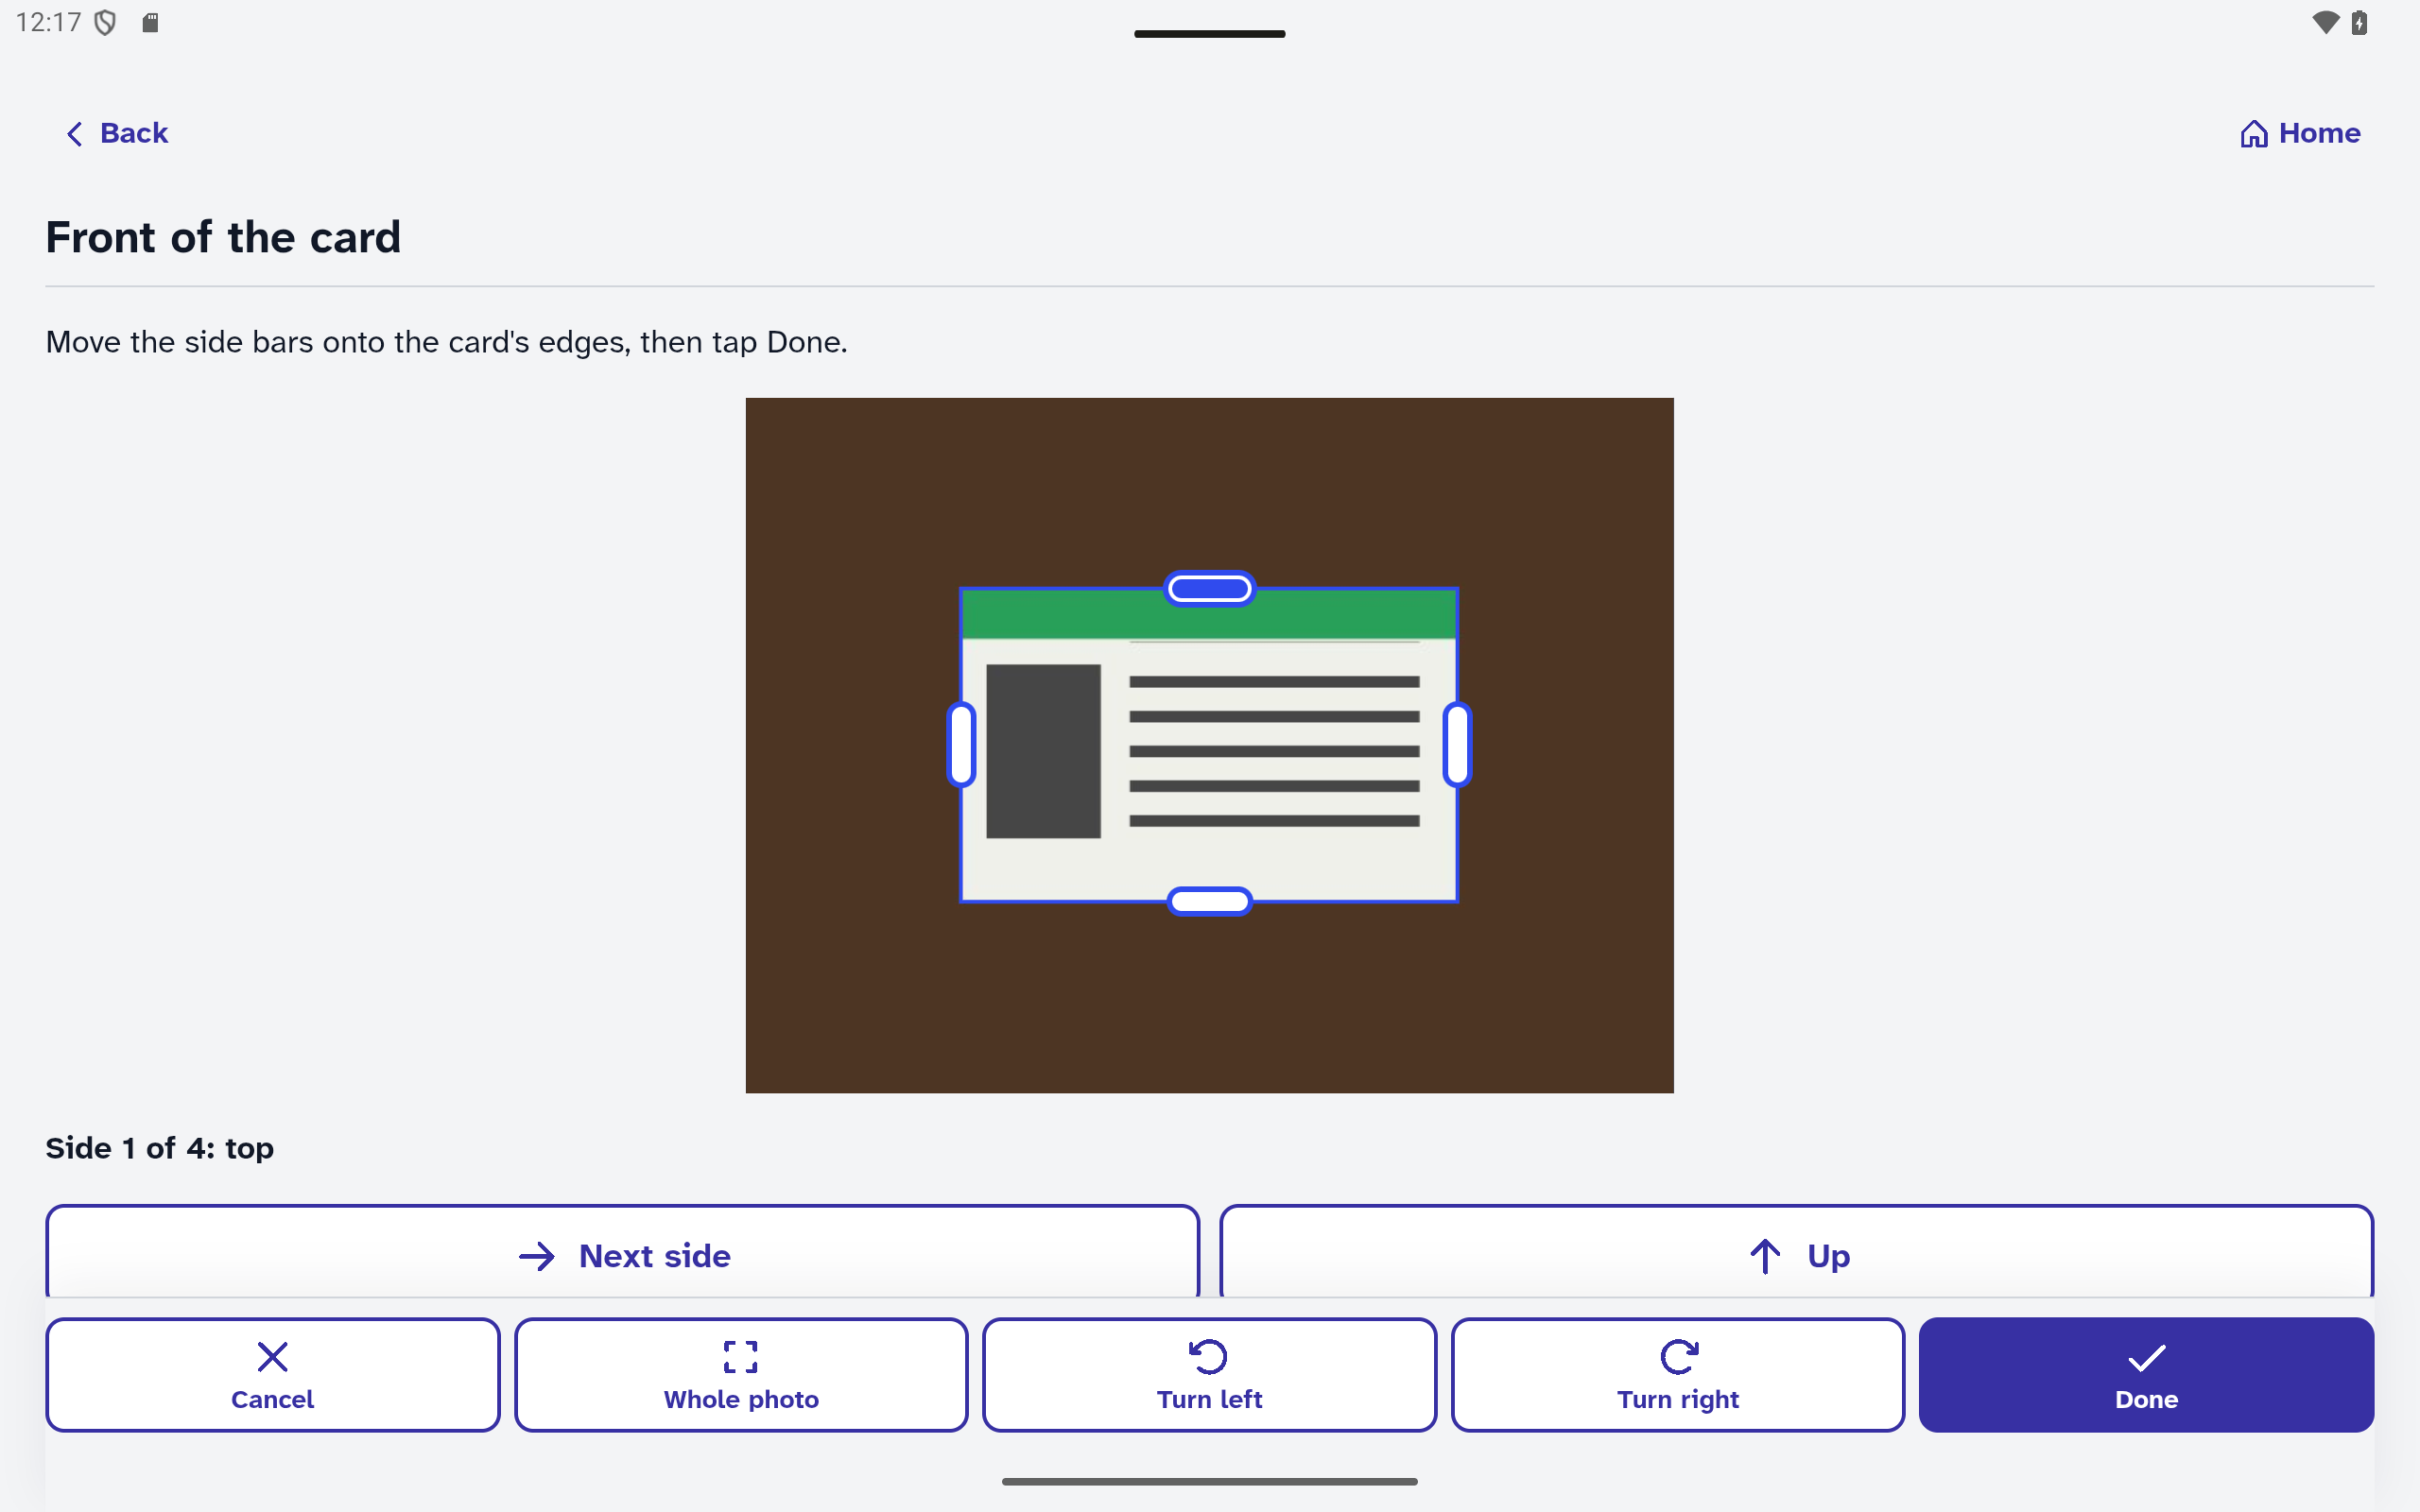 12:17
Back
Home
Front of the card
Move the side bars onto the card's edges, then tap Done.
Side 1 of 4: top
Next side
Up
Cancel
Whole photo
Turn left
Turn right
Done